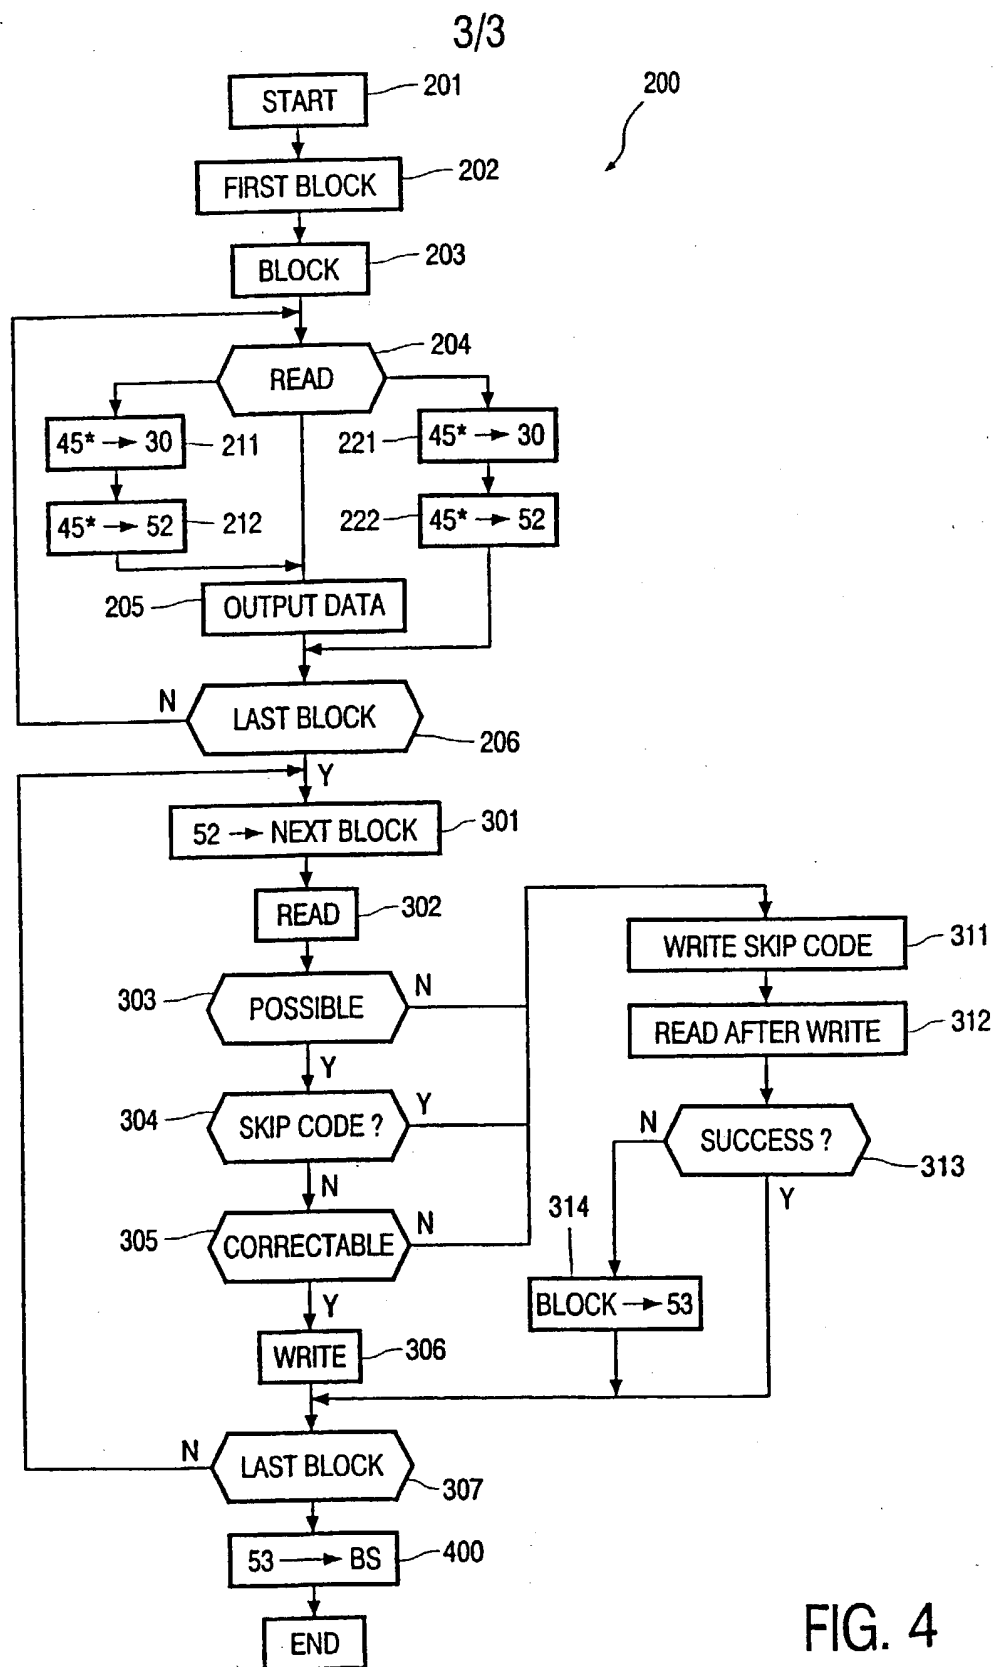 3/3
START
201
200
FIRST BLOCK
202
BLOCK
203
READ
204
45* → 30
211
221
45* → 30
45* → 52
212
222
45* → 52
205
OUTPUT DATA
N
LAST BLOCK
206
Y
52 → NEXT BLOCK
301
READ
302
WRITE SKIP CODE
311
303
POSSIBLE
N
READ AFTER WRITE
312
Y
304
SKIP CODE ?
Y
N
SUCCESS ?
313
N
Y
314
305
CORRECTABLE
N
BLOCK → 53
Y
WRITE
306
N
LAST BLOCK
307
53 → BS
400
END
FIG. 4